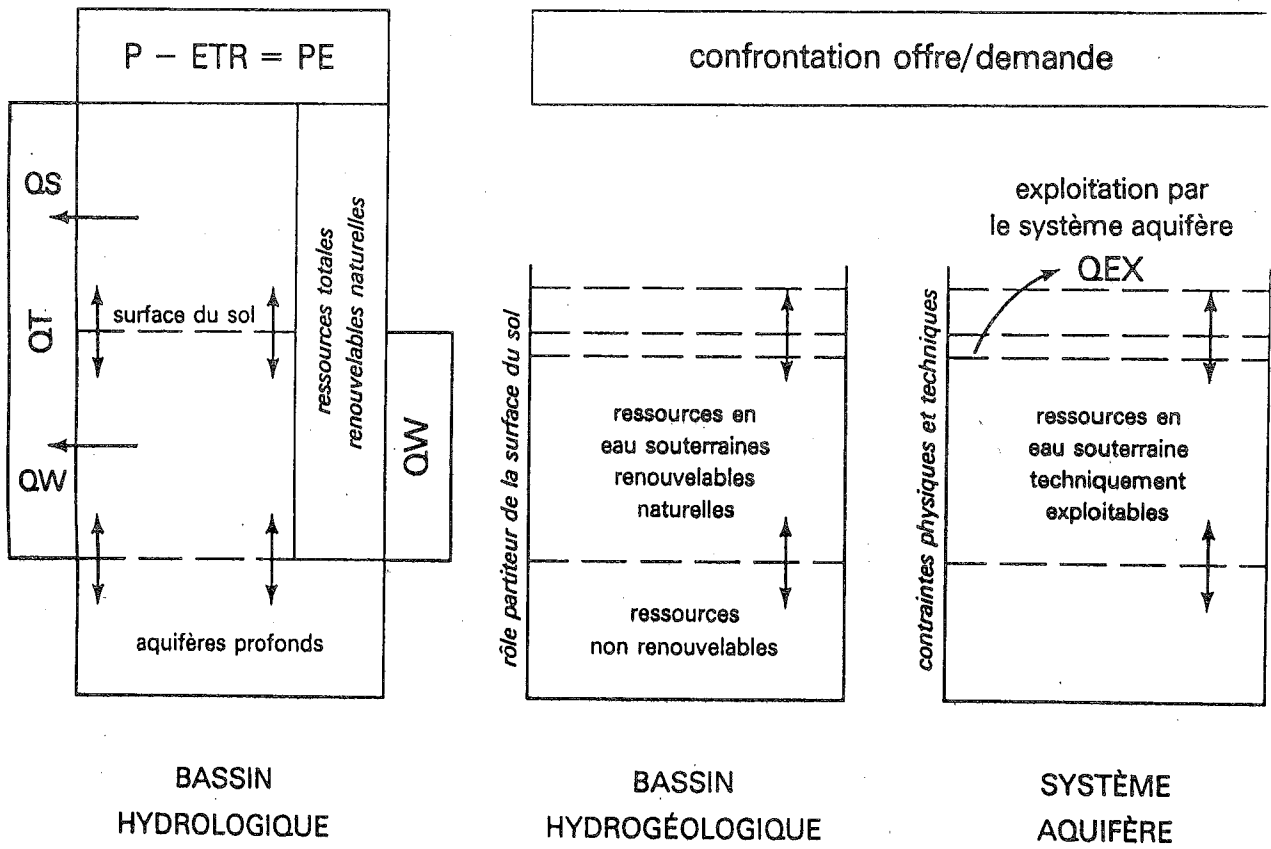 P – ETR = PE
QS
QT
QW
surface du sol
ressources totales
renouvelables naturelles
QW
aquifères profonds
BASSIN
HYDROLOGIQUE
confrontation offre/demande
rôle partiteur de la surface du sol
ressources en
eau souterraines
renouvelables
naturelles
ressources
non renouvelables
BASSIN
HYDROGÉOLOGIQUE
exploitation par
le système aquifère
QEX
contraintes physiques et techniques
ressources en
eau souterraine
techniquement
exploitables
SYSTÈME
AQUIFÈRE